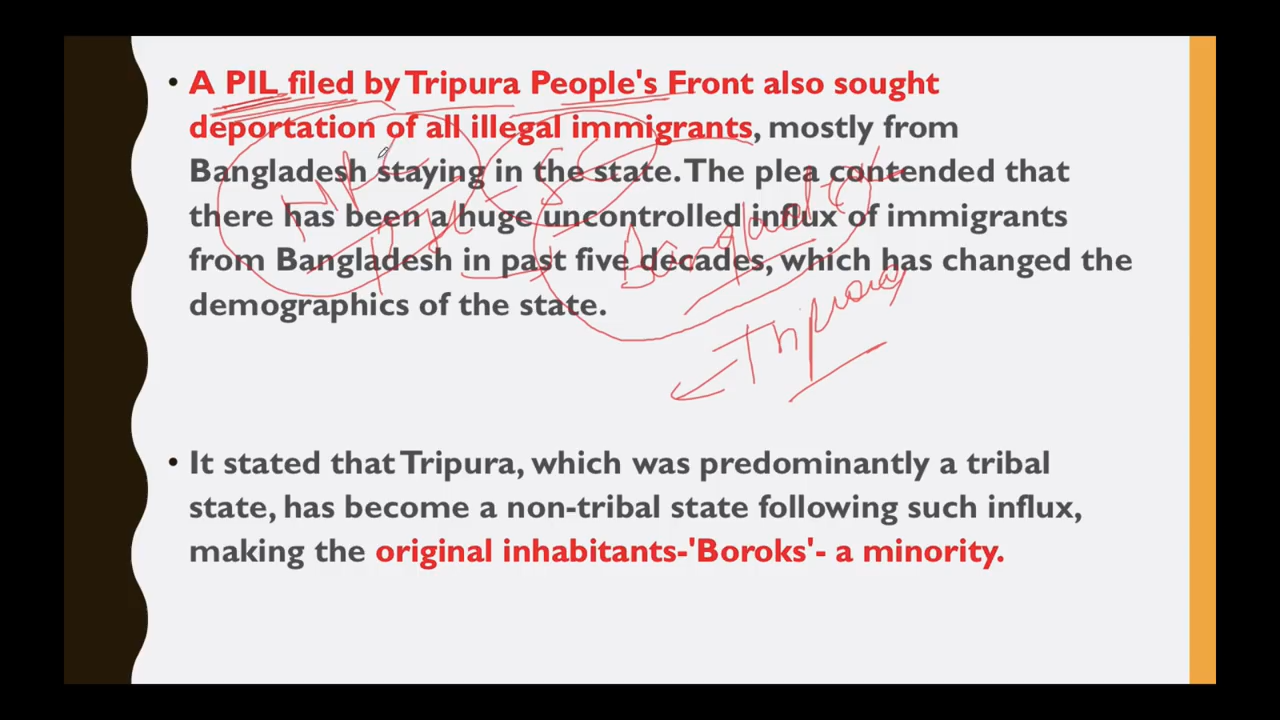 • A PIL filed by Tripura People's Front also sought
deportation of all illegal immigrants, mostly from
Bangladesh staying in the state. The plea contended that
there has been a huge uncontrolled influx of immigrants
from Bangladesh in past five decades, which has changed the
demographics of the state.
Tripura
• It stated that Tripura, which was predominantly a tribal
state, has become a non-tribal state following such influx,
making the original inhabitants-'Boroks'- a minority.